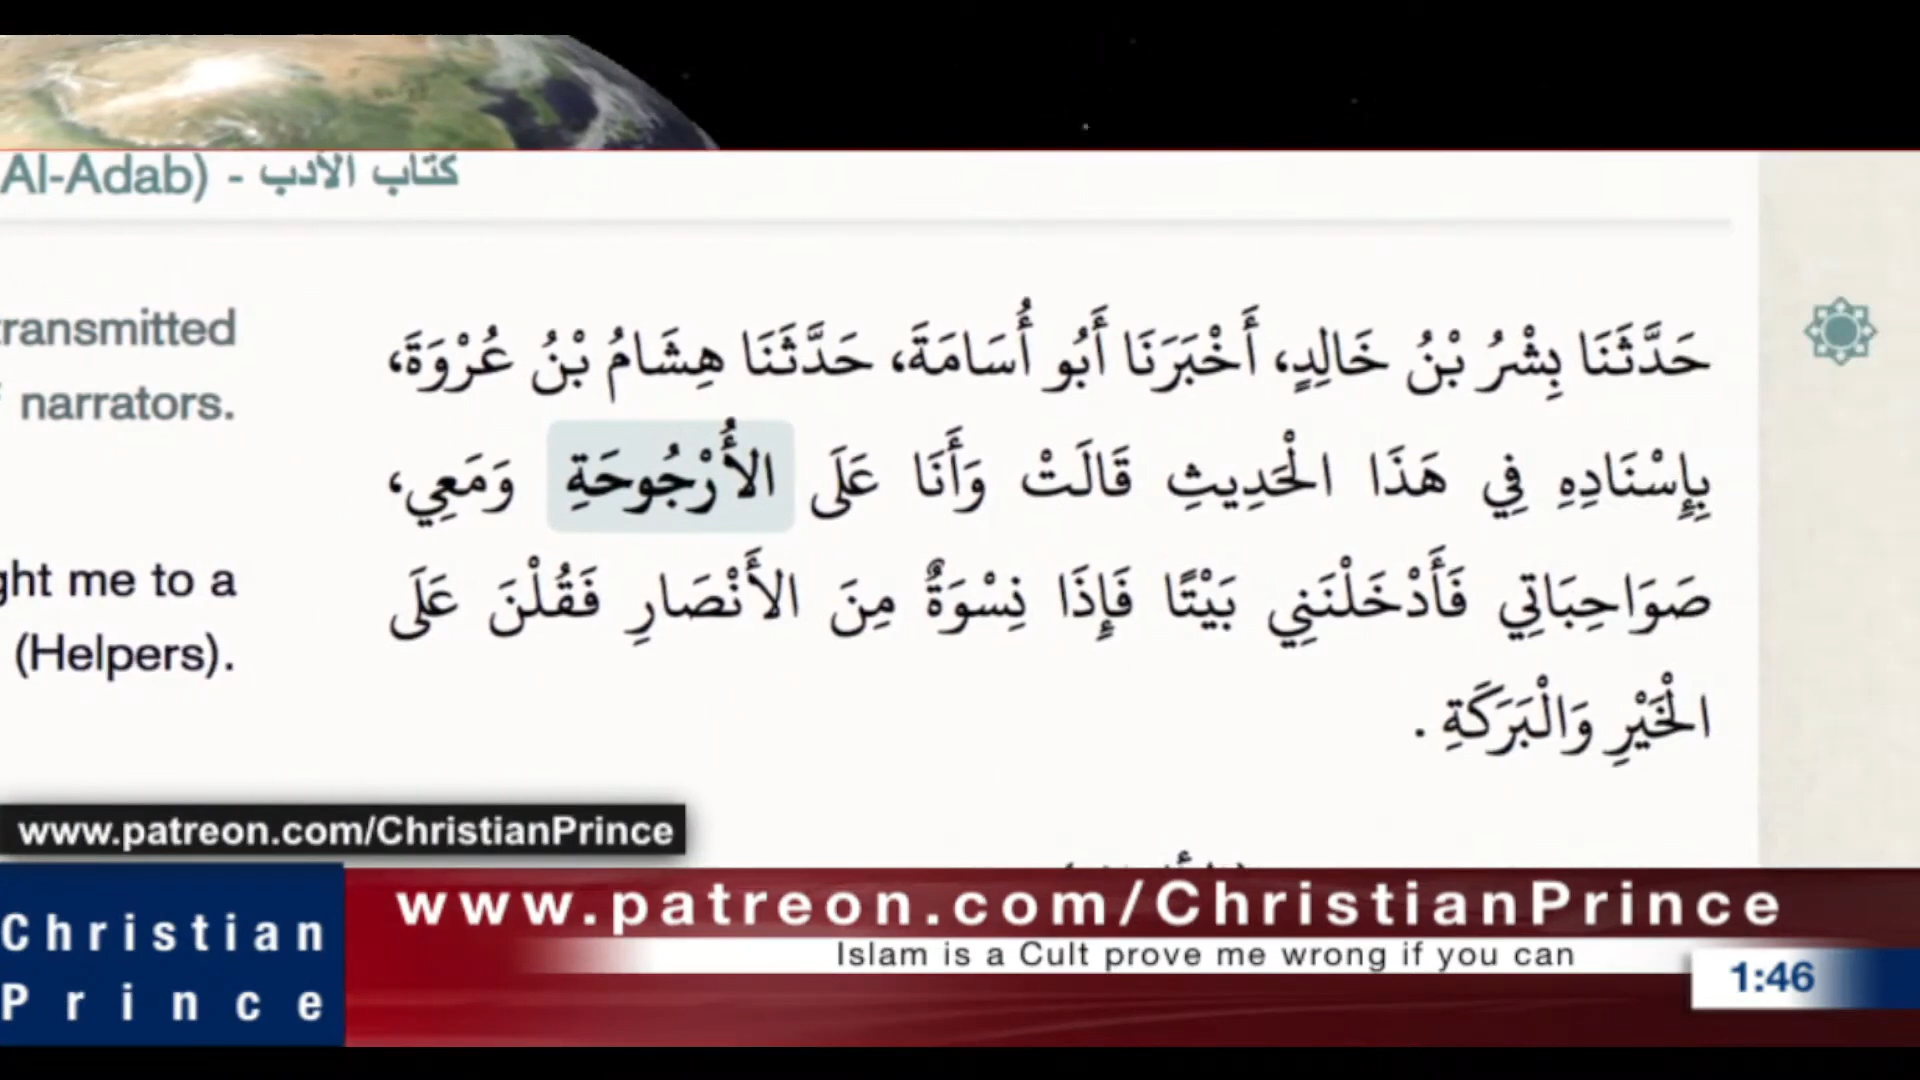 Al-Adab) - كتاب الأدب
ransmitted
narrators.
ght me to a
(Helpers).
حَدَّثَنَا بِشْرُ بْنُ خَالِدٍ، أَخْبَرَنَا أَبُو أُسَامَةَ، حَدَّثَنَا هِشَامُ بْنُ عُرْوَةَ،
بِإِسْنَادِهِ فِي هَذَا الْحَدِيثِ قَالَتْ وَأَنَا عَلَى الأُرْجُوحَةِ وَمَعِي،
صَوَاحِبَاتِي فَأَدْخَلْنَنِي بَيْتًا فَإِذَا نِسْوَةٌ مِنَ الأَنْصَارِ فَقُلْنَ عَلَى
الْخَيْرِ وَالْبَرَكَةِ .
www.patreon.com/ChristianPrince
Christian
Prince
www.patreon.com/ChristianPrince
Islam is a Cult prove me wrong if you can
1:46